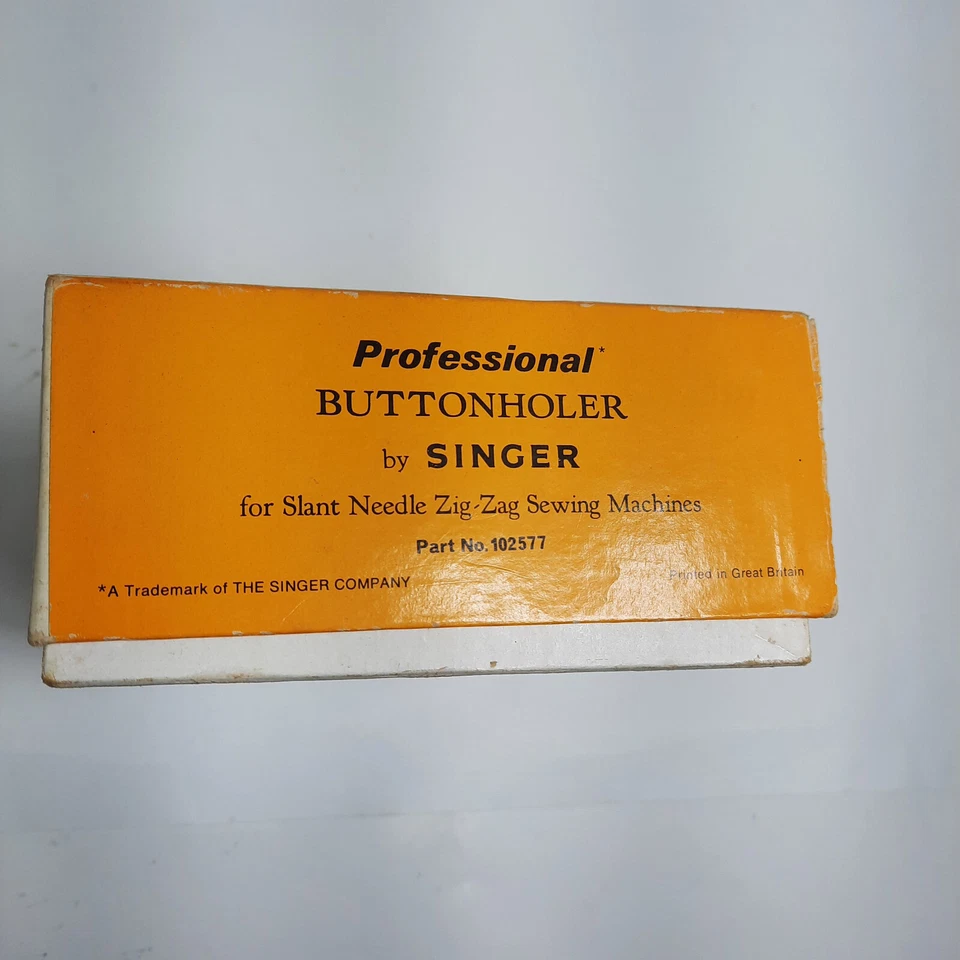 Professional*
BUTTONHOLER
by SINGER
for Slant Needle Zig-Zag Sewing Machines
Part No. 102577
*A Trademark of THE SINGER COMPANY
Printed in Great Britain